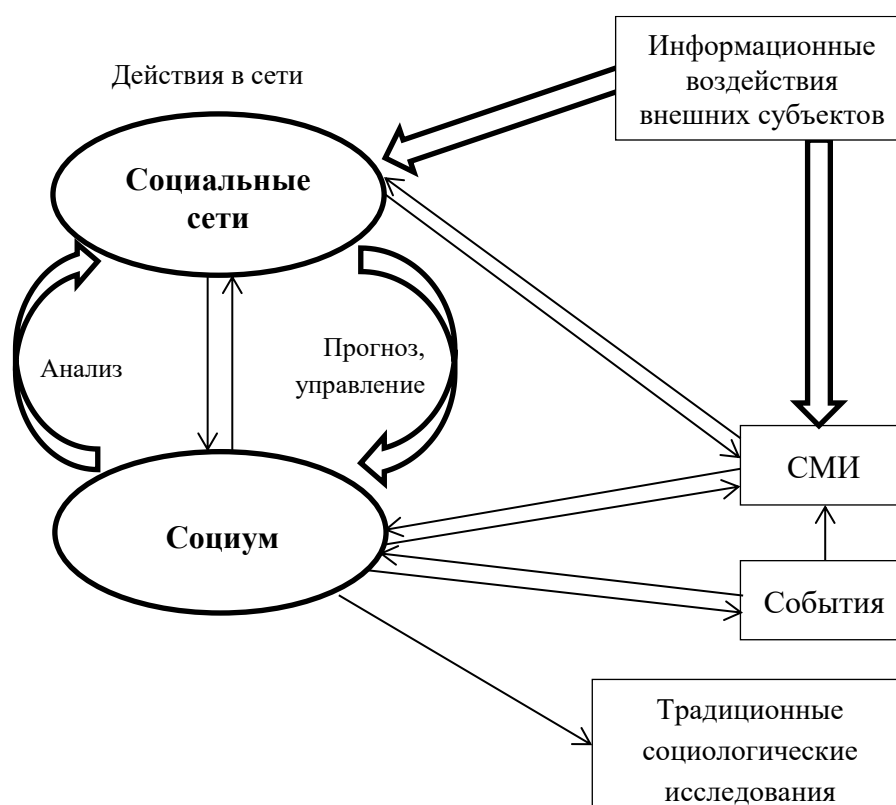 Информационные
воздействия
внешних субъектов
Действия в сети
Социальные
сети
Анализ
Прогноз,
управление
СМИ
Социум
События
Традиционные
социологические
исследования